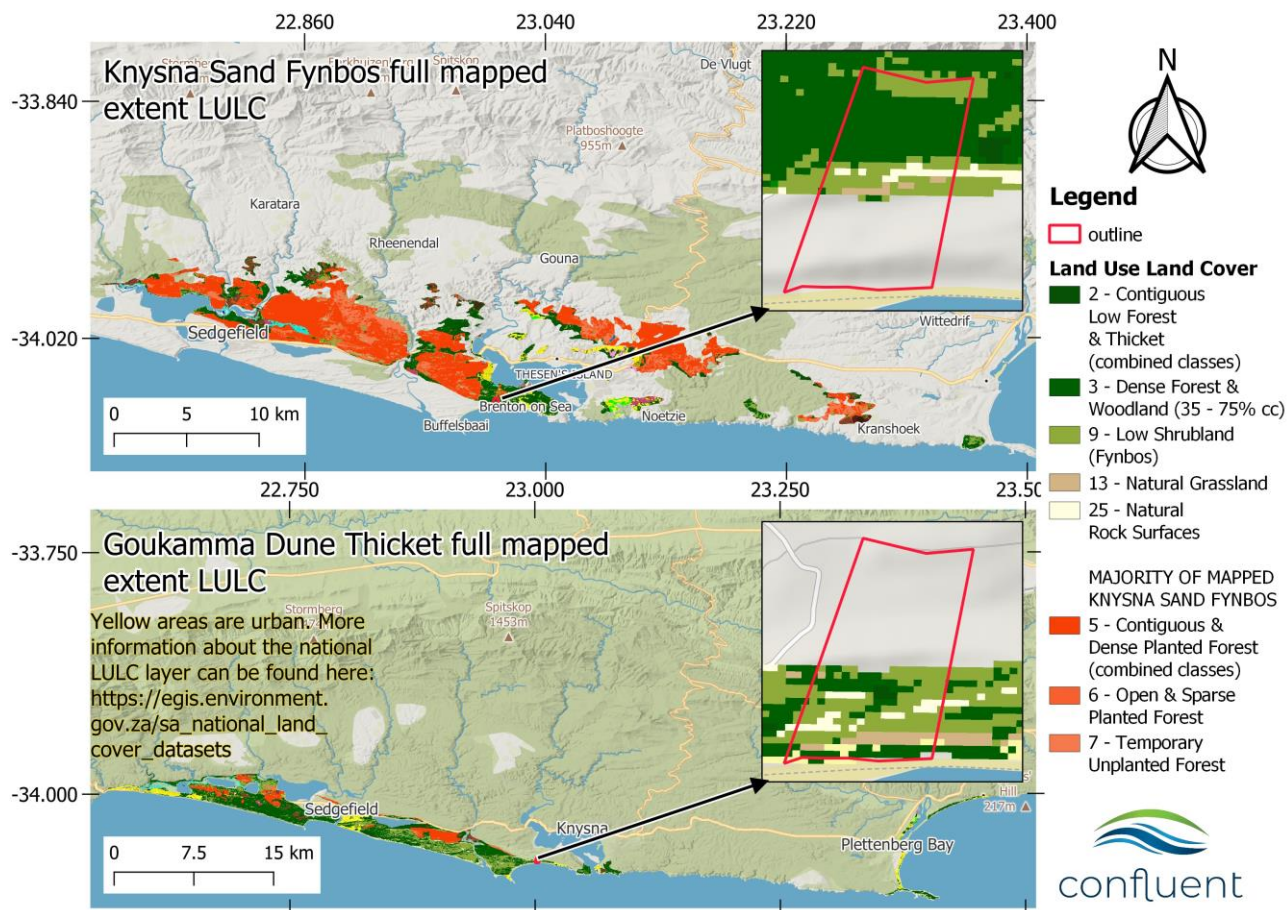 22.860 23.040 23.220 23.400
Knysna Sand Fynbos full mapped
extent LULC
Spitskop
De Vlugt
-33.840
Platboshoogte
955m
Karatara
Rheenendal
Gouna
Wittedrif
Sedgefield
-34.020
THESEN'S ISLAND
Brenton on Sea
Noetzie
Buffelsbaai
Kranshoek
0 5 10 km
22.750 23.000 23.250 23.50
-33.750
Goukamma Dune Thicket full mapped
extent LULC
Stormberg
Spitskop
1453m
Yellow areas are urban. More
information about the national
LULC layer can be found here:
https://egis.environment.
gov.za/sa_national_land_
cover_datasets
-34.000
Sedgefield
Knysna
Hill
217m
Plettenberg Bay
0 7.5 15 km
N
Legend
outline
Land Use Land Cover
2 - Contiguous
Low Forest
& Thicket
(combined classes)
3 - Dense Forest &
Woodland (35 - 75% cc)
9 - Low Shrubland
(Fynbos)
13 - Natural Grassland
25 - Natural
Rock Surfaces
MAJORITY OF MAPPED
KNYSNA SAND FYNBOS
5 - Contiguous &
Dense Planted Forest
(combined classes)
6 - Open & Sparse
Planted Forest
7 - Temporary
Unplanted Forest
confluent